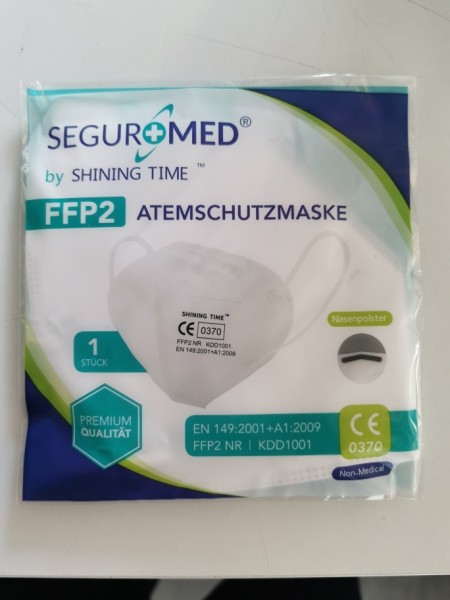 SEGUROMED®
by SHINING TIME™
FFP2 ATEMSCHUTZMASKE
SHINING TIME™
CE 0370
FFP2 NR KDD1001
EN 149:2001+A1:2009
Nasenpolster
1
STÜCK
PREMIUM
QUALITÄT
EN 149:2001+A1:2009
FFP2 NR | KDD1001
CE
0370
Non-Medical